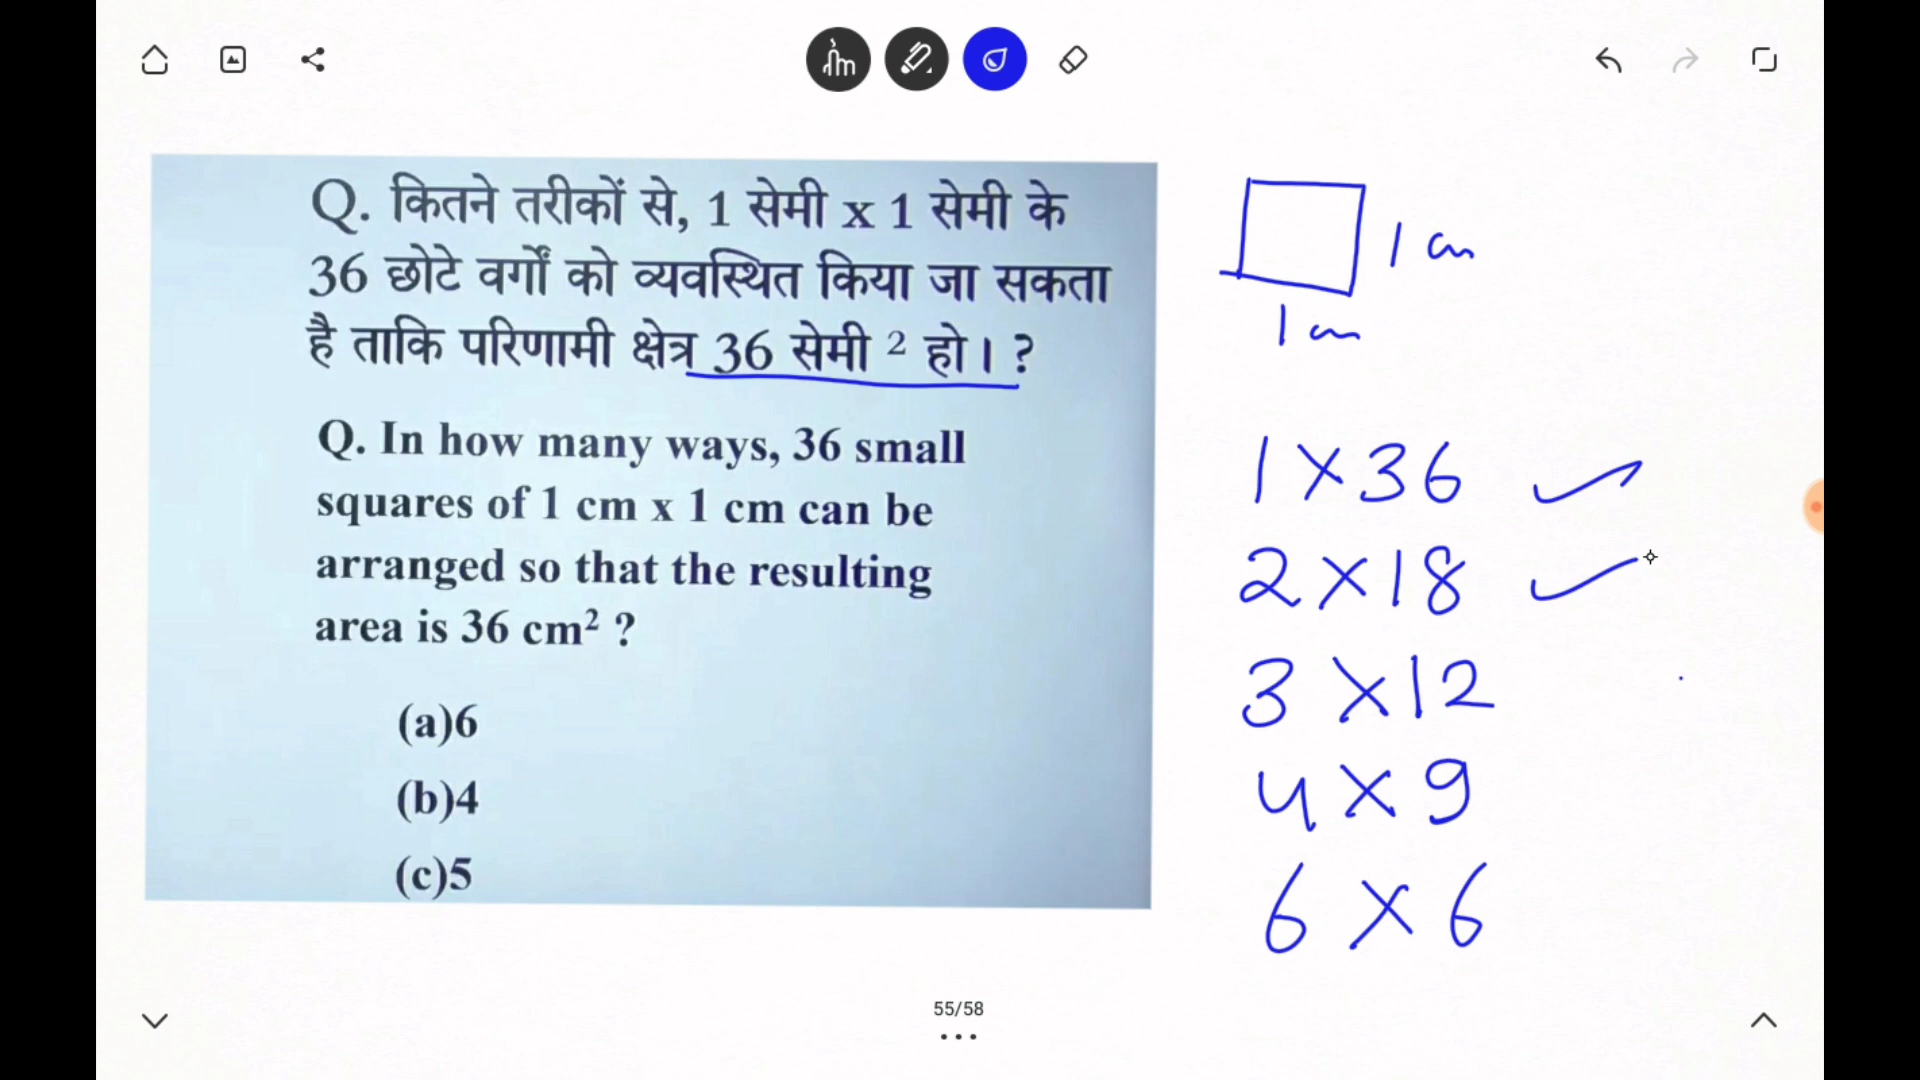 Q. कितने तरीकों से, 1 सेमी x 1 सेमी के
36 छोटे वर्गों को व्यवस्थित किया जा सकता
है ताकि परिणामी क्षेत्र 36 सेमी ² हो। ?
Q. In how many ways, 36 small
squares of 1 cm x 1 cm can be
arranged so that the resulting
area is 36 cm² ?
(a)6
(b)4
(c)5
1 cm
1 cm
1 X 36
2 X 18
3 X 12
4 X 9
6 X 6
55/58